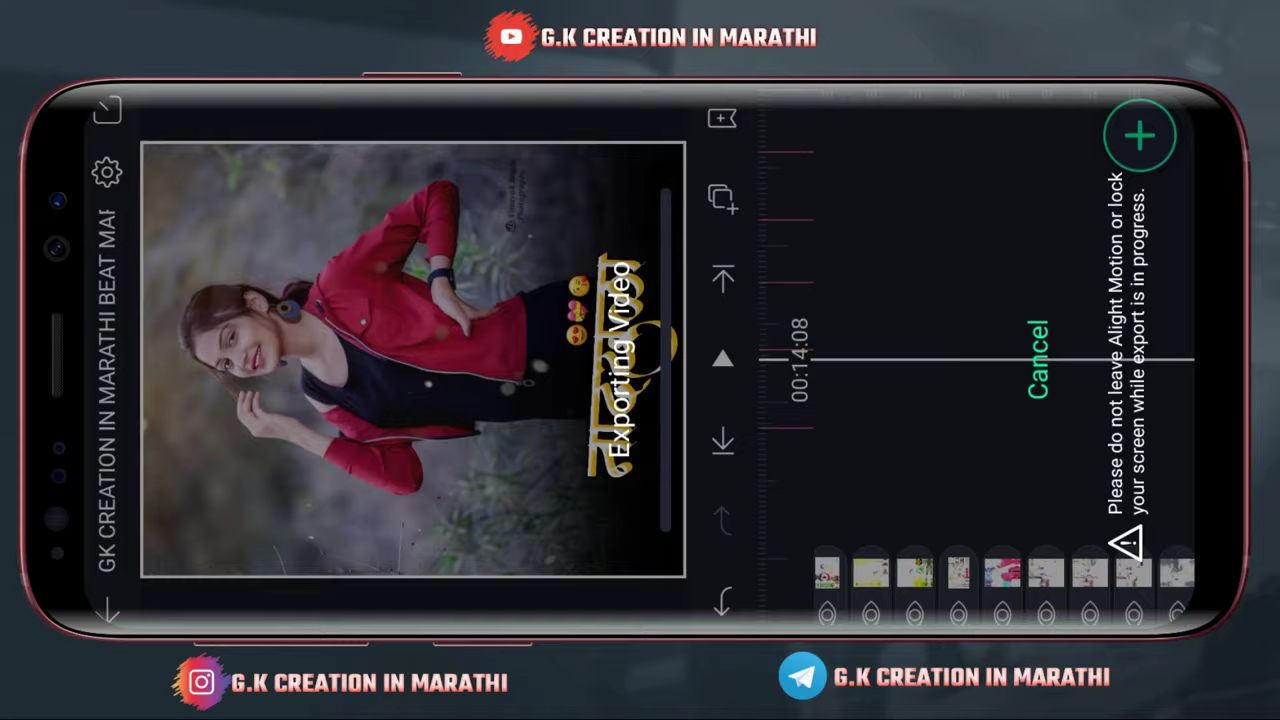 G.K CREATION IN MARATHI
GK CREATION IN MARATHI BEAT MAR
Exporting Video
00:14:08
Cancel
Please do not leave Alight Motion or lock
your screen while export is in progress.
G.K CREATION IN MARATHI
G.K CREATION IN MARATHI